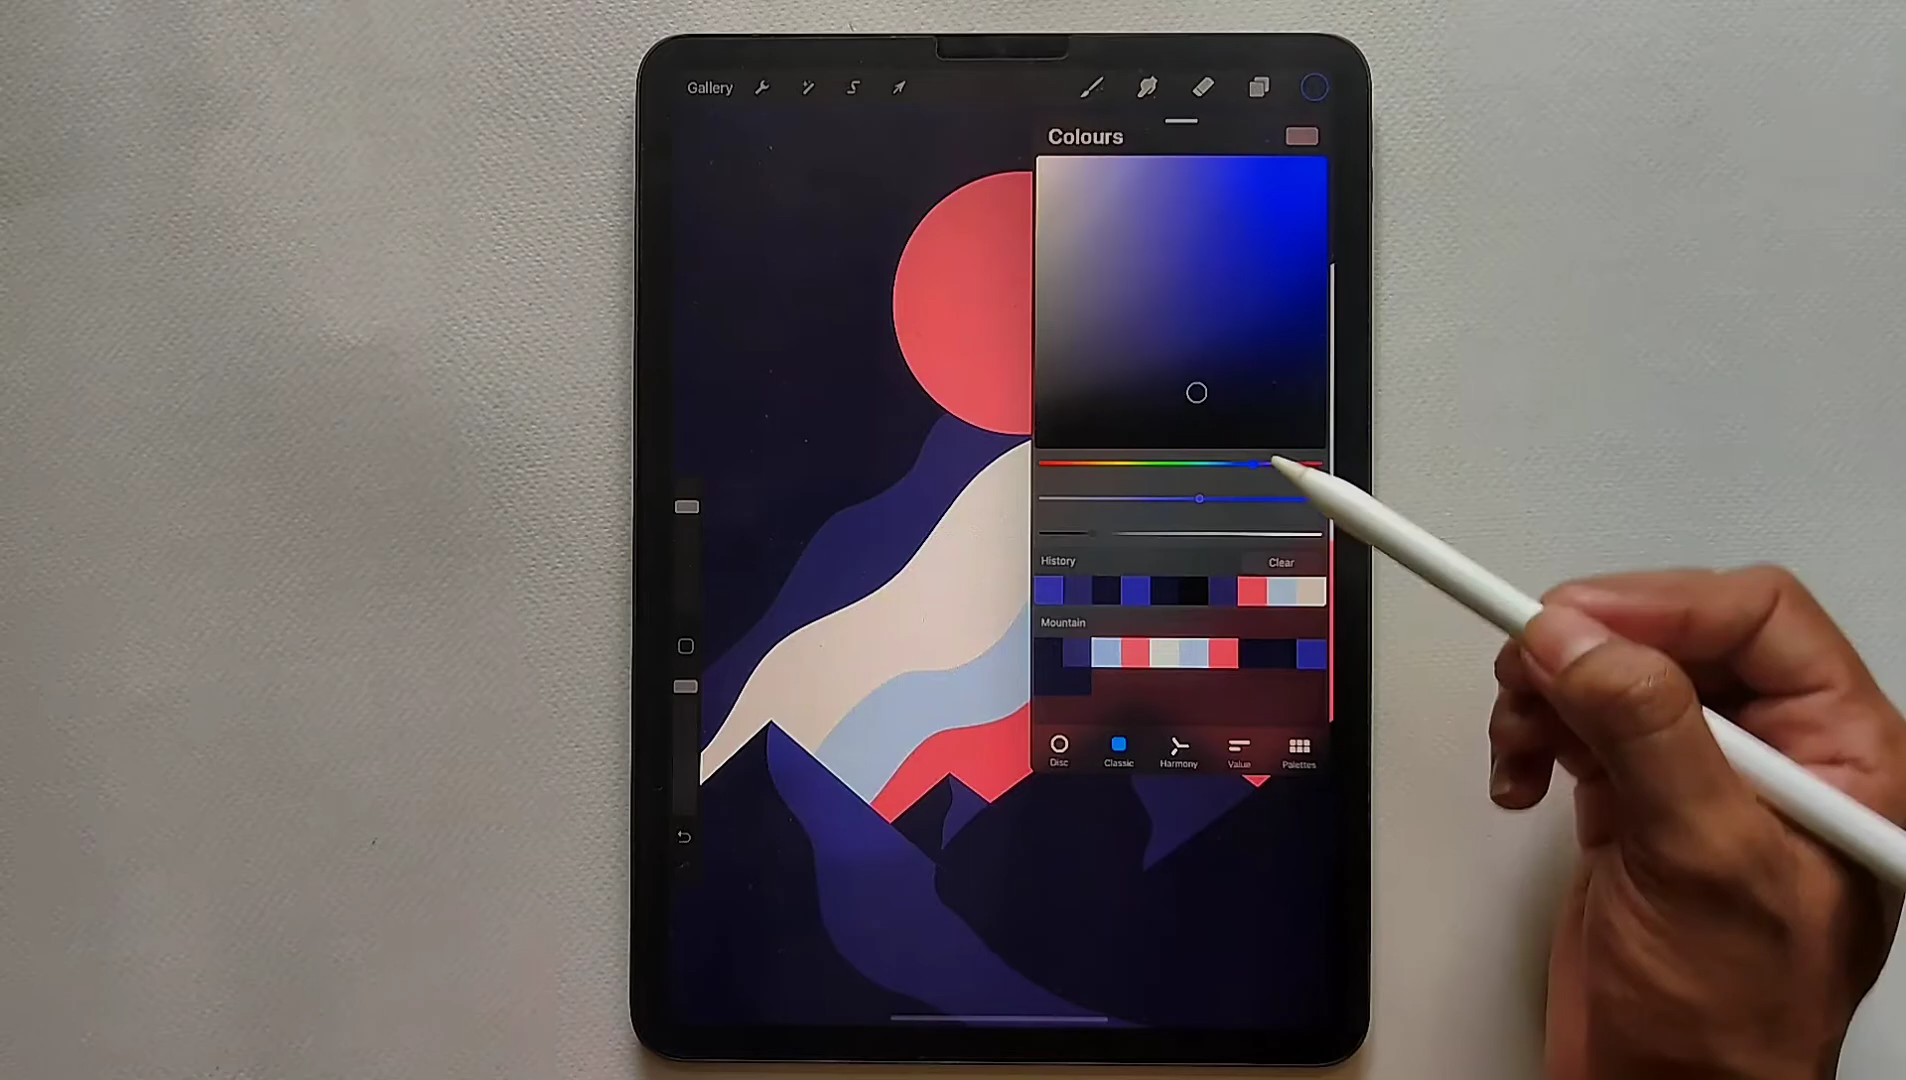 Gallery
Colours
History
Clear
Mountain
Disc
Classic
Harmony
Value
Palettes